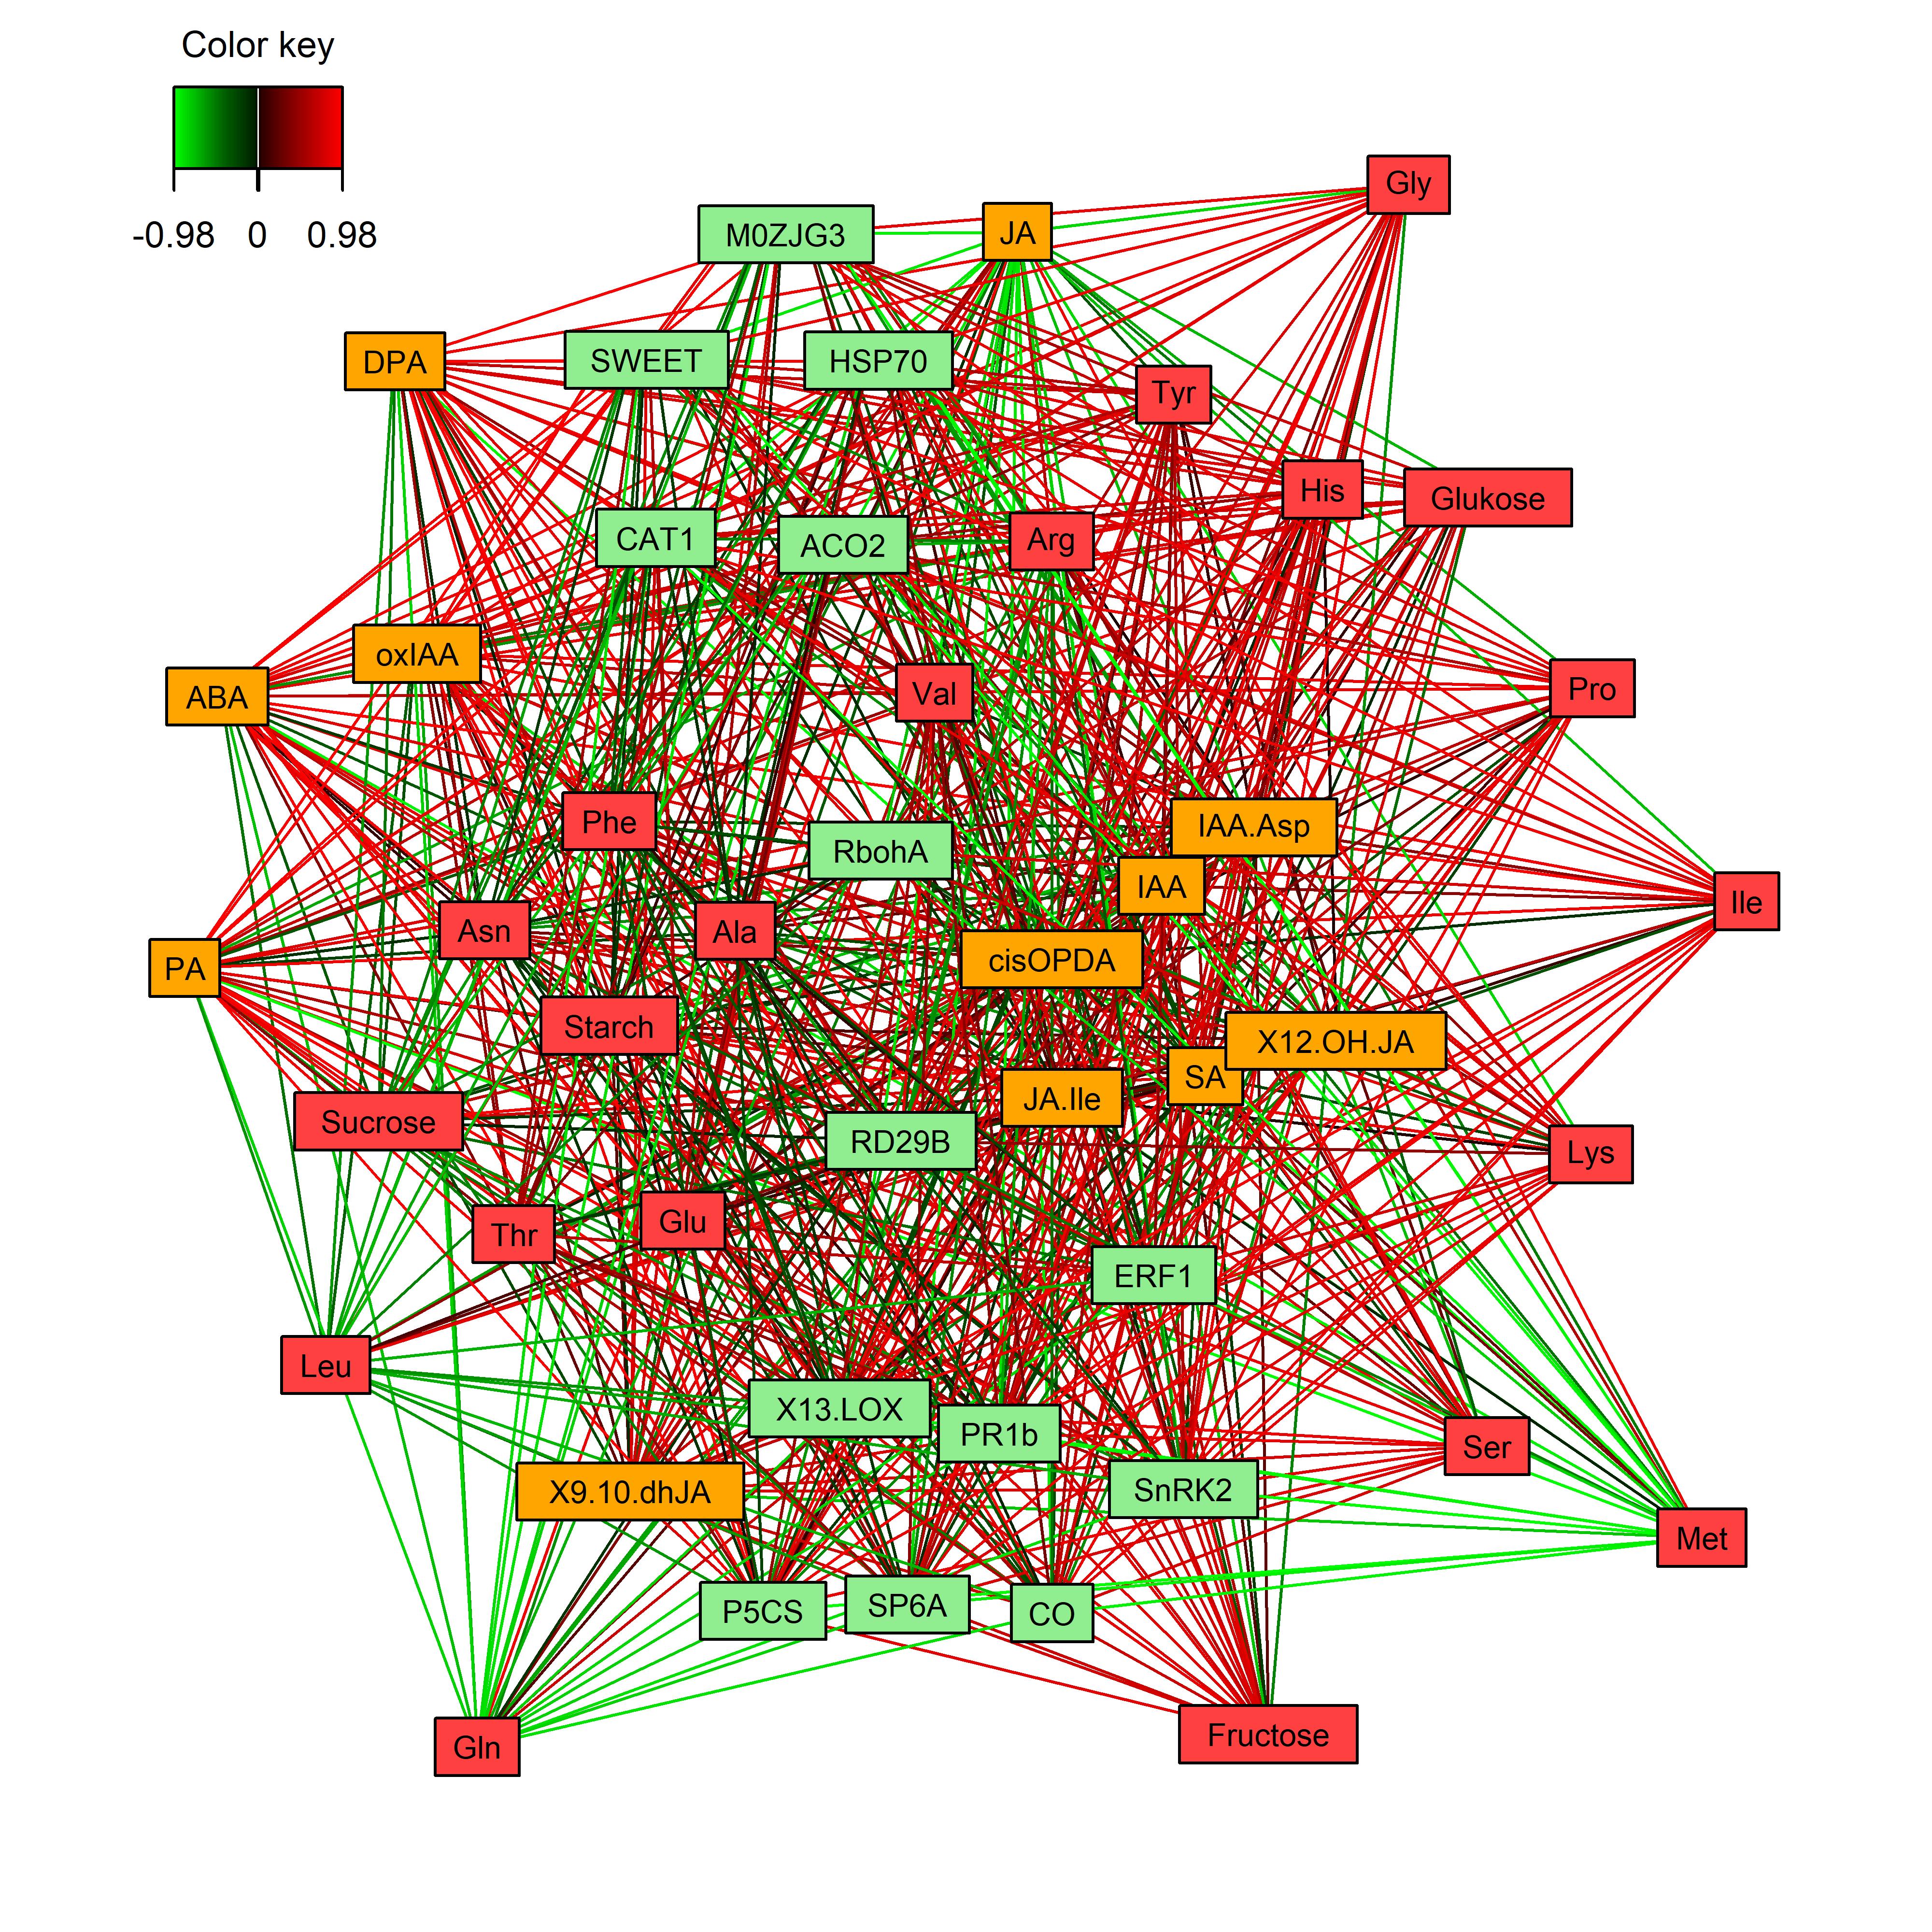 Color key
-0.98 0 0.98
Gly
M0ZJG3
JA
DPA
SWEET
HSP70
Tyr
His
Glukose
CAT1
ACO2
Arg
oxIAA
ABA
Val
Pro
Phe
RbohA
IAA.Asp
IAA
Ile
Asn
Ala
cisOPDA
PA
Starch
X12.OH.JA
SA
JA.Ile
Sucrose
RD29B
Lys
Thr
Glu
ERF1
Leu
X13.LOX
PR1b
Ser
X9.10.dhJA
SnRK2
Met
P5CS
SP6A
CO
Gln
Fructose